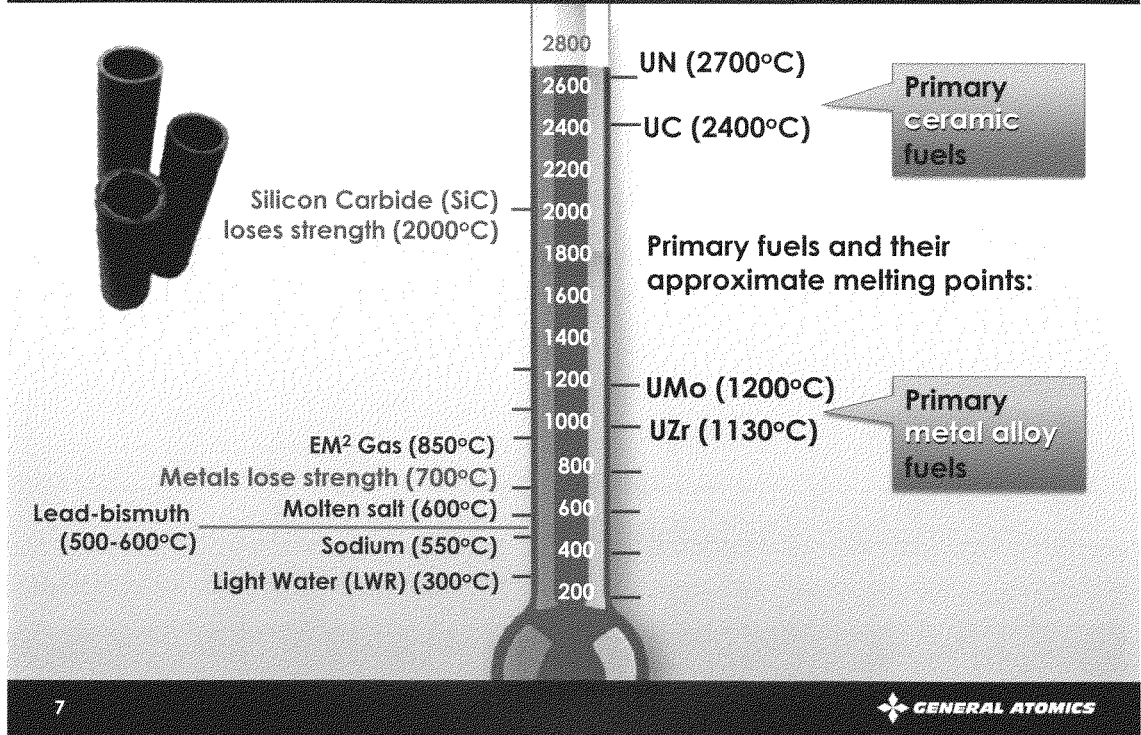 2800
2600
2400
2200
2000
1800
1600
1400
1200
1000
800
600
400
200
UN (2700°C)
UC (2400°C)
Primary
ceramic
fuels
Silicon Carbide (SiC)
loses strength (2000°C)
Primary fuels and their
approximate melting points:
UMo (1200°C)
UZr (1130°C)
Primary
metal alloy
fuels
EM² Gas (850°C)
Metals lose strength (700°C)
Molten salt (600°C)
Lead-bismuth
(500-600°C)
Sodium (550°C)
Light Water (LWR) (300°C)
7
GENERAL ATOMICS